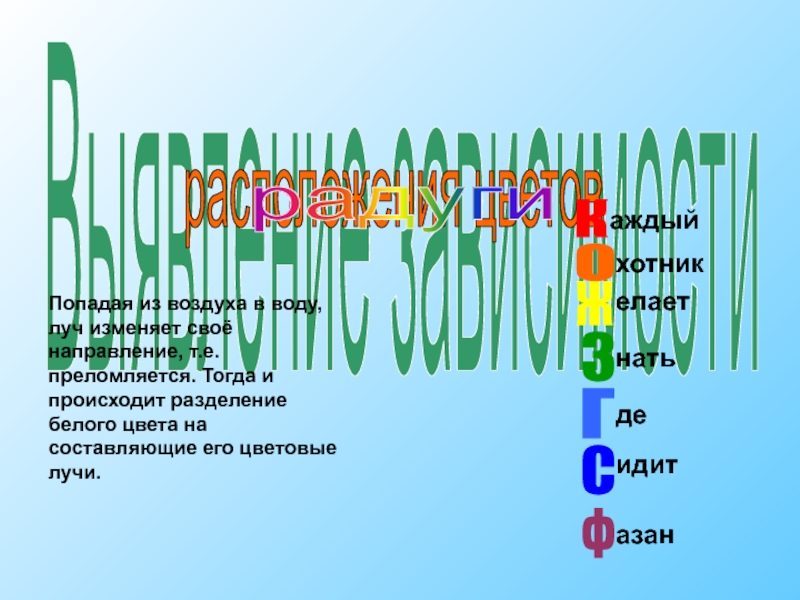 Выявление зависимости
расположения цветов
радуги
Попадая из воздуха в воду,
луч изменяет своё
направление, т.е.
преломляется. Тогда и
происходит разделение
белого цвета на
составляющие его цветовые
лучи.
Каждый
Охотник
Желает
Знать
Где
Сидит
Фазан